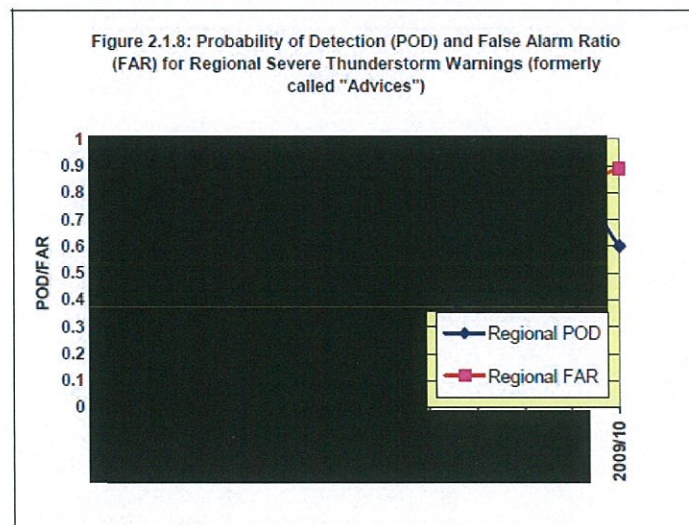 Figure 2.1.8: Probability of Detection (POD) and False Alarm Ratio
(FAR) for Regional Severe Thunderstorm Warnings (formerly
called "Advices")
1
0.9
0.8
0.7
0.6
0.5
0.4
0.3
0.2
0.1
0
POD/FAR
Regional POD
Regional FAR
2009/10